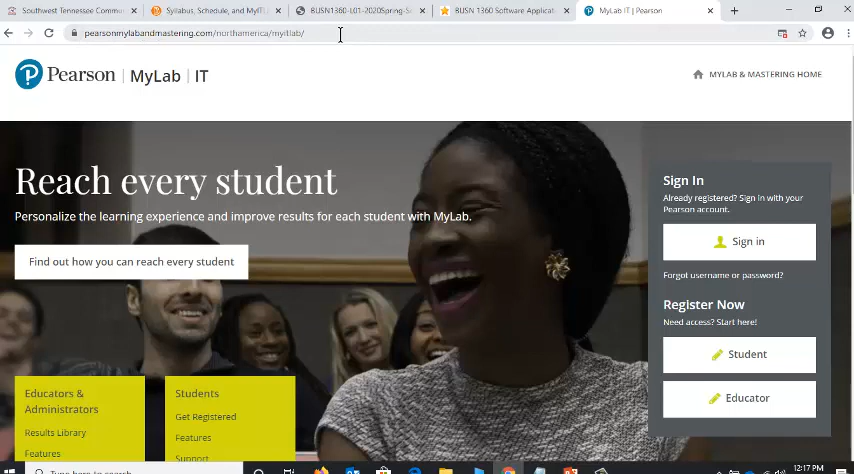 Southwest Tennessee Commu
Syllabus, Schedule, and MyITL
BUSN1360-L01-2020Spring-S
BUSN 1360 Software Applicat
MyLab IT | Pearson
pearsonmylabandmastering.com/northamerica/myitlab/
Pearson | MyLab | IT
MYLAB & MASTERING HOME
Reach every student
Personalize the learning experience and improve results for each student with MyLab.
Find out how you can reach every student
Sign In
Already registered? Sign in with your
Pearson account.
Sign in
Forgot username or password?
Register Now
Need access? Start here!
Student
Educator
Educators &
Administrators
Results Library
Features
Students
Get Registered
Features
Support
Type here to search
12:17 PM